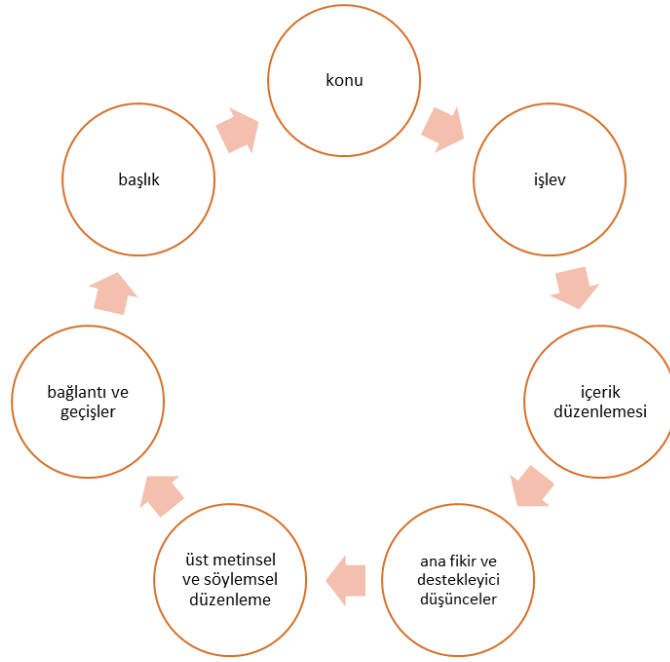 konu
işlev
içerik
düzenlemesi
ana fikir ve
destekleyici
düşünceler
üst metinsel
ve söylemsel
düzenleme
bağlantı ve
geçişler
başlık